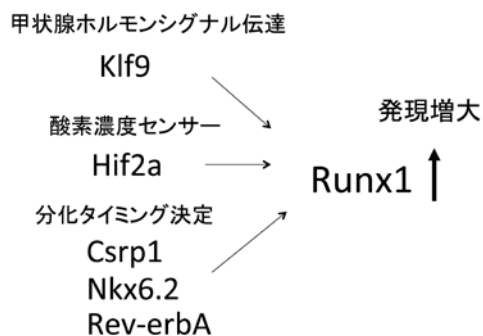 甲状腺ホルモンシグナル伝達
Klf9
発現増大
酸素濃度センサー
Hif2a
Runx1
分化タイミング決定
Csrp1
Nkx6.2
Rev-erbA